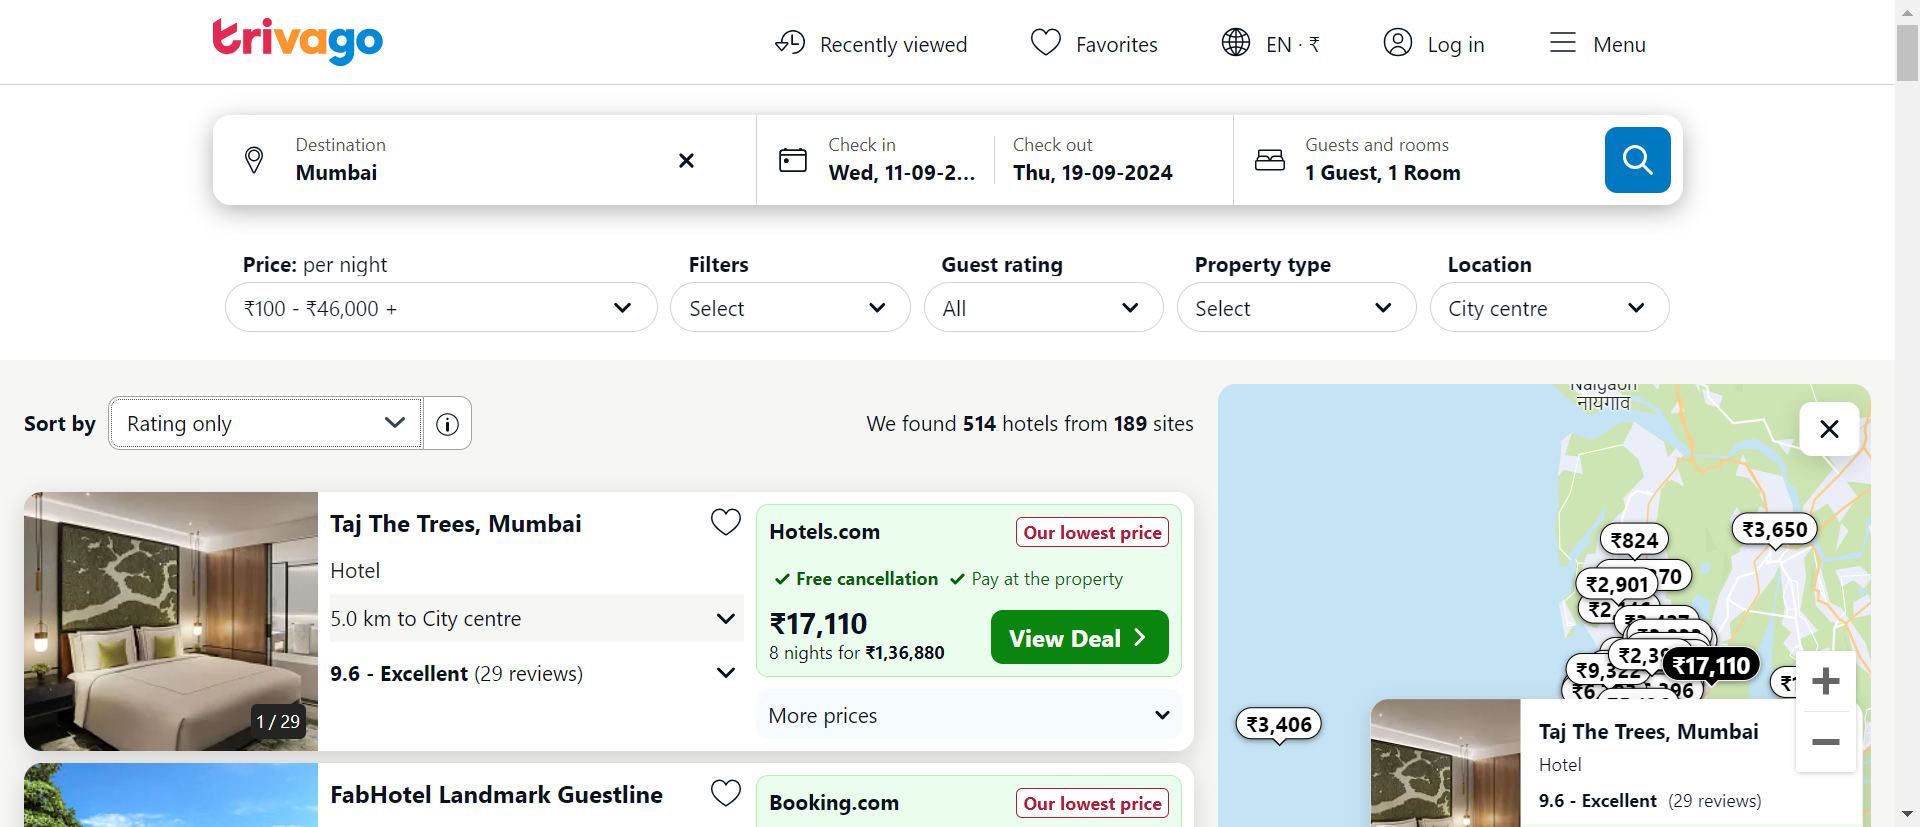 trivago
Recently viewed
Favorites
EN · ₹
Log in
Menu
Destination
Mumbai
Check in
Wed, 11-09-2...
Check out
Thu, 19-09-2024
Guests and rooms
1 Guest, 1 Room
Price: per night
₹100 - ₹46,000 +
Filters
Select
Guest rating
All
Property type
Select
Location
City centre
Sort by
Rating only
We found 514 hotels from 189 sites
Taj The Trees, Mumbai
Hotel
5.0 km to City centre
9.6 - Excellent (29 reviews)
1 / 29
Hotels.com
Our lowest price
Free cancellation
Pay at the property
₹17,110
8 nights for ₹1,36,880
View Deal
More prices
FabHotel Landmark Guestline
Booking.com
Our lowest price
Naigaon
नायगाव
₹3,650
₹824
₹2,901
₹9,322
₹17,110
₹3,406
Taj The Trees, Mumbai
Hotel
9.6 - Excellent (29 reviews)